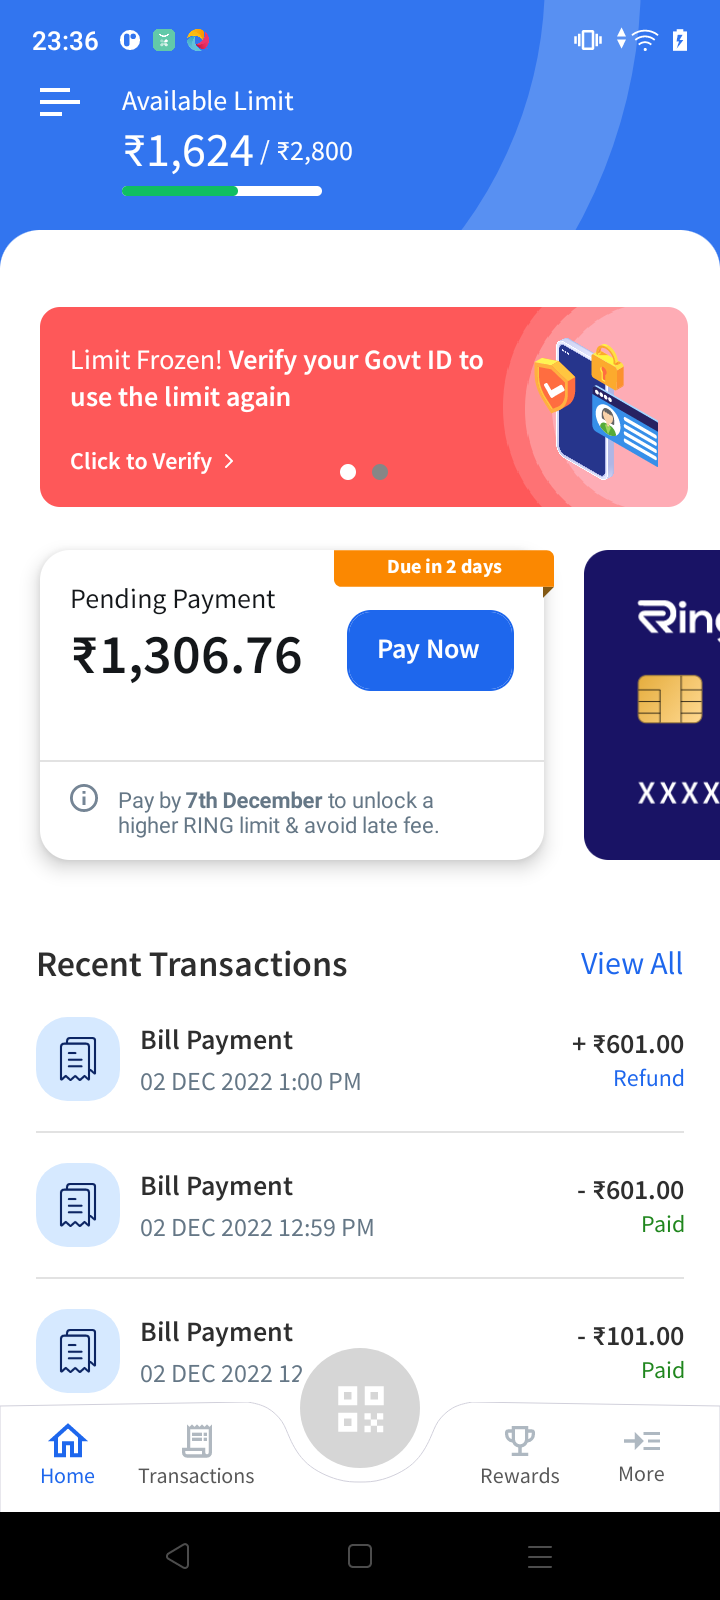 23:36
Available Limit
₹1,624 / ₹2,800
Limit Frozen! Verify your Govt ID to
use the limit again
Click to Verify
Due in 2 days
Pending Payment
₹1,306.76
Pay Now
Pay by 7th December to unlock a
higher RING limit & avoid late fee.
Ring
XXXX
Recent Transactions
View All
Bill Payment
+ ₹601.00
02 DEC 2022 1:00 PM
Refund
Bill Payment
- ₹601.00
02 DEC 2022 12:59 PM
Paid
Bill Payment
- ₹101.00
02 DEC 2022 12
Paid
Home
Transactions
Rewards
More